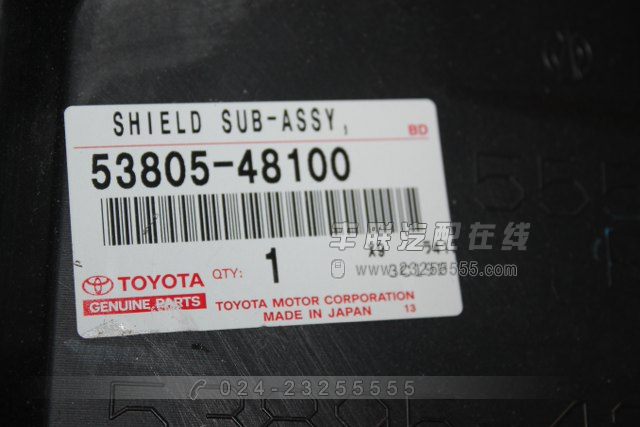 SHIELD SUB-ASSY,
BD
53805-48100
丰联汽配在线
www.23255555.com
TOYOTA
QTY: 1
GENUINE PARTS
TOYOTA MOTOR CORPORATION
MADE IN JAPAN 13
024-23255555